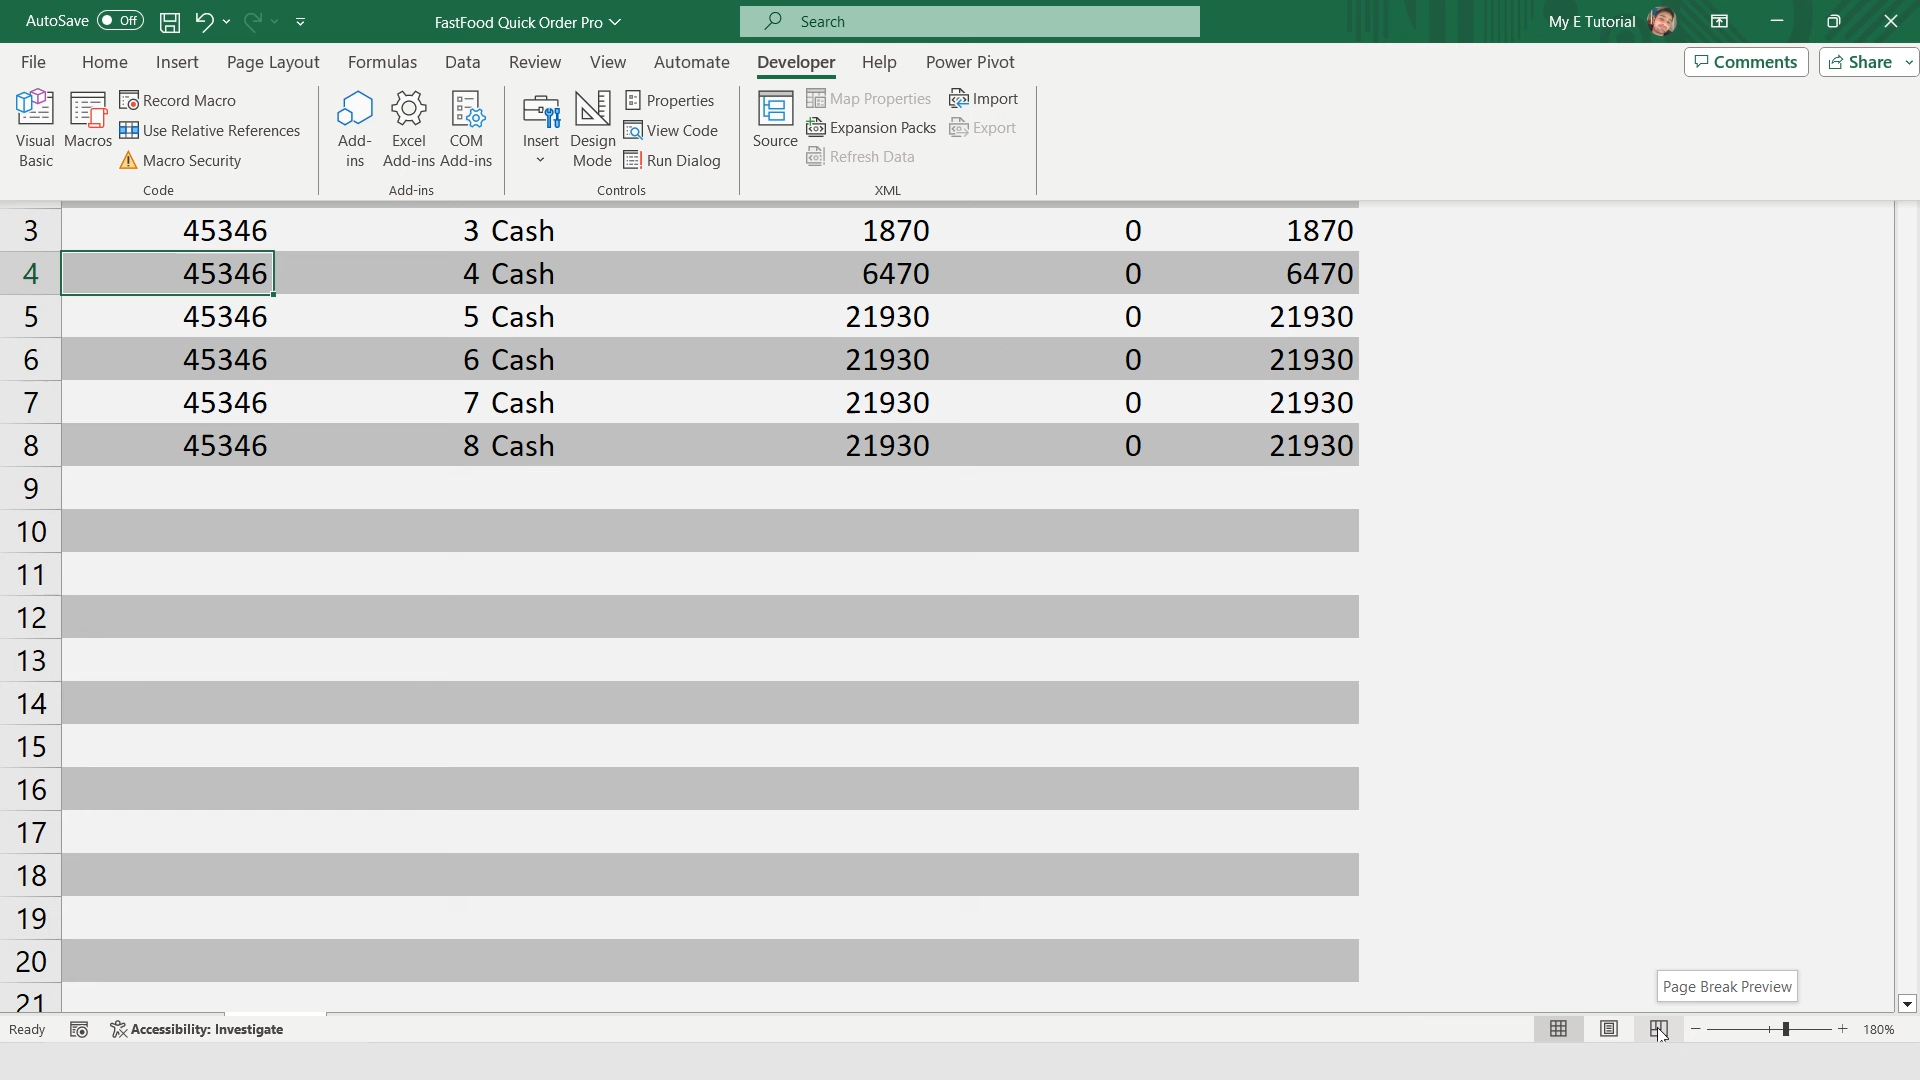 AutoSave Off FastFood Quick Order Pro Search My E Tutorial
File Home Insert Page Layout Formulas Data Review View Automate Developer Help Power Pivot Comments Share
Visual Basic
Macros
Record Macro
Use Relative References
Macro Security
Code
Add-ins
Excel Add-ins
COM Add-ins
Add-ins
Insert
Design Mode
Properties
View Code
Run Dialog
Controls
Source
Map Properties
Expansion Packs
Refresh Data
Import
Export
XML
3 45346 3 Cash 1870 0 1870
4 45346 4 Cash 6470 0 6470
5 45346 5 Cash 21930 0 21930
6 45346 6 Cash 21930 0 21930
7 45346 7 Cash 21930 0 21930
8 45346 8 Cash 21930 0 21930
9
10
11
12
13
14
15
16
17
18
19
20
21
Page Break Preview
Ready Accessibility: Investigate 180%